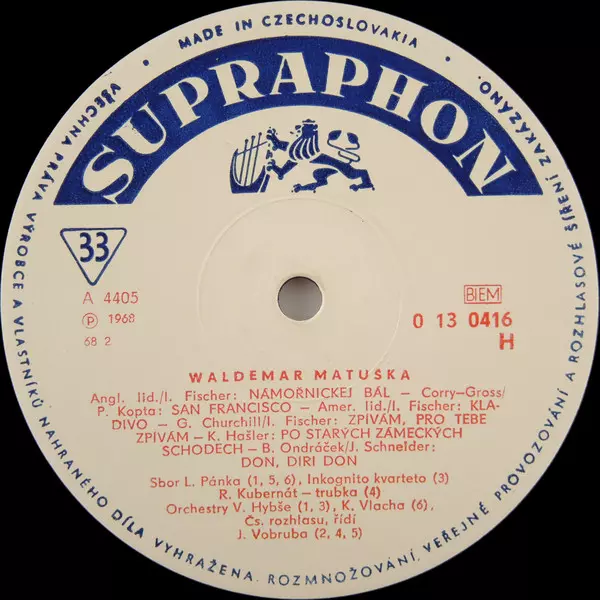 • MADE IN CZECHOSLOVAKIA •
SUPRAPHON
33
A 4405
Ⓟ 1968
68 2
BIEM
0 13 0416
H
WALDEMAR MATUŠKA
Angl. lid./I. Fischer: NÁMOŘNICKEJ BÁL – Corry-Gross/
P. Kopta: SAN FRANCISCO – Amer. lid./I. Fischer: KLA-
DIVO – G. Churchill/I. Fischer: ZPÍVÁM, PRO TEBE
ZPÍVÁM – K. Hašler: PO STARÝCH ZÁMECKÝCH
SCHODECH – B. Ondráček/J. Schneider:
DON, DIRI DON
Sbor L. Pánka (1, 5, 6), Inkognito kvarteto (3)
R. Kubernát – trubka (4)
Orchestry V. Hybše (1, 3), K. Vlacha (6),
Čs. rozhlasu, řídí
J. Vobruba (2, 4, 5)
VŠECHNA PRÁVA VÝROBCE A VLASTNÍKŮ NAHRANÉHO DÍLA VYHRAŽENA. ROZMNOŽOVÁNÍ, VEŘEJNÉ PROVOZOVÁNÍ A ROZHLASOVÉ ŠÍŘENÍ ZAKÁZÁNO.